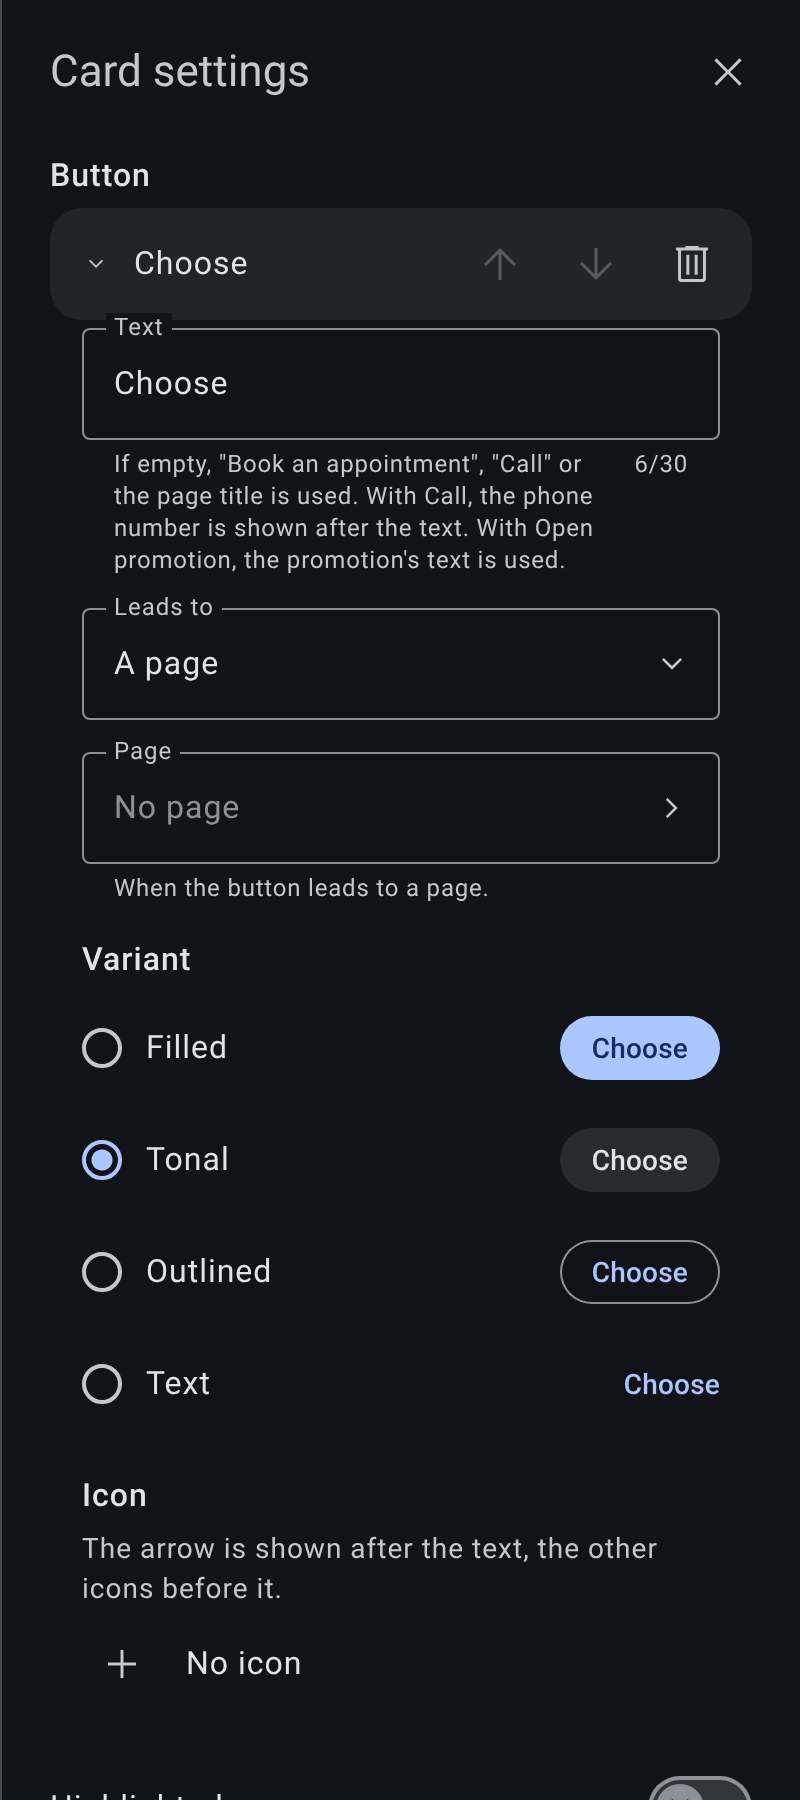 Card settings
Button
Choose
Text
Choose
If empty, "Book an appointment", "Call" or
6/30
the page title is used. With Call, the phone
number is shown after the text. With Open
promotion, the promotion's text is used.
Leads to
A page
Page
No page
When the button leads to a page.
Variant
Filled
Choose
Tonal
Choose
Outlined
Choose
Text
Choose
Icon
The arrow is shown after the text, the other
icons before it.
No icon